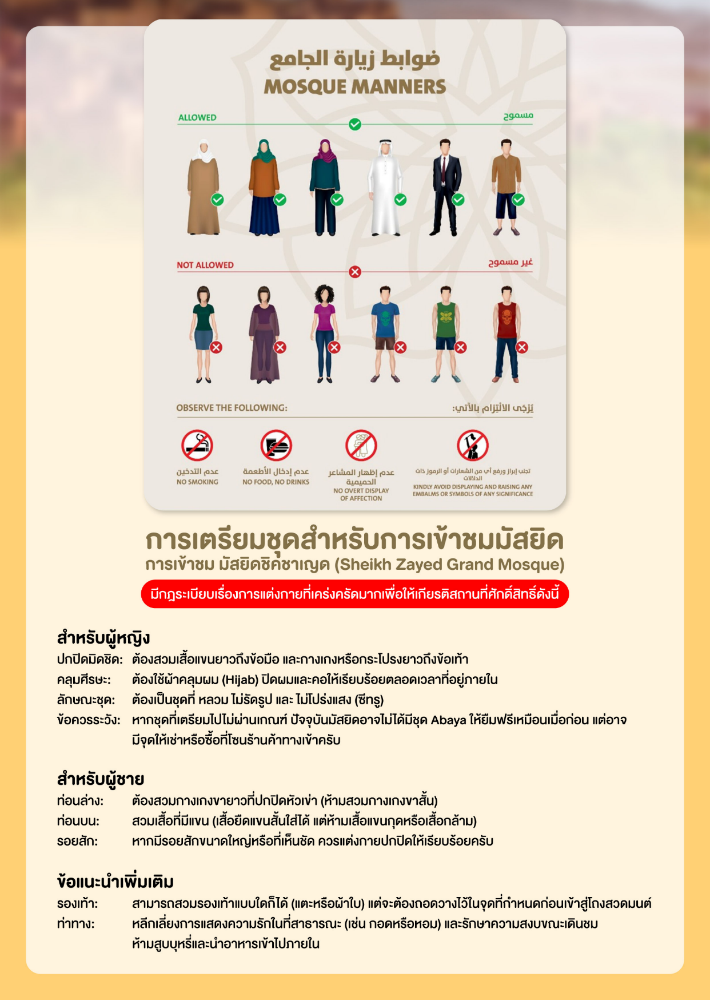 ضوابط زيارة الجامع
MOSQUE MANNERS
ALLOWED
مسموح
NOT ALLOWED
غير مسموح
OBSERVE THE FOLLOWING:
يُرْجَى الالْتِزام بالآتي:
عدم التدخين
NO SMOKING
عدم إدخال الأطعمة
NO FOOD, NO DRINKS
عدم إظهار المشاعر
الحميمية
NO OVERT DISPLAY
OF AFFECTION
تجنب إبراز ورفع أي من الشعارات أو الرموز ذات
الدلالات
KINDLY AVOID DISPLAYING AND RAISING ANY
EMBALMS OR SYMBOLS OF ANY SIGNIFICANCE
การเตรียมชุดสำหรับการเข้าชมมัสยิด
การเข้าชม มัสยิดชิคชาเญด (Sheikh Zayed Grand Mosque)
มีกฎระเบียบเรื่องการแต่งกายที่เคร่งครัดมากเพื่อให้เกียรติสถานที่ศักดิ์สิทธิ์ดังนี้
สำหรับผู้หญิง
ปกปิดมิดชิด: ต้องสวมเสื้อแขนยาวถึงข้อมือ และกางเกงหรือกระโปรงยาวถึงข้อเท้า
คลุมศีรษะ: ต้องใช้ผ้าคลุมผม (Hijab) ปิดผมและคอให้เรียบร้อยตลอดเวลาที่อยู่ภายใน
ลักษณะชุด: ต้องเป็นชุดที่ หลวม ไม่รัดรูป และ ไม่โปร่งแสง (ซีทรู)
ข้อควรระวัง: หากชุดที่เตรียมไปไม่ผ่านเกณฑ์ ปัจจุบันมัสยิดอาจไม่ได้มีชุด Abaya ให้ยืมฟรีเหมือนเมื่อก่อน แต่อาจ
มีจุดให้เช่าหรือซื้อที่โซนร้านค้าทางเข้าครับ
สำหรับผู้ชาย
ท่อนล่าง: ต้องสวมกางเกงขายาวที่ปกปิดหัวเข่า (ห้ามสวมกางเกงขาสั้น)
ท่อนบน: สวมเสื้อที่มีแขน (เสื้อยืดแขนสั้นใส่ได้ แต่ห้ามเสื้อแขนกุดหรือเสื้อกล้าม)
รอยสัก: หากมีรอยสักขนาดใหญ่หรือที่เห็นชัด ควรแต่งกายปกปิดให้เรียบร้อยครับ
ข้อแนะนำเพิ่มเติม
รองเท้า: สามารถสวมรองเท้าแบบใดก็ได้ (แตะหรือผ้าใบ) แต่จะต้องถอดวางไว้ในจุดที่กำหนดก่อนเข้าสู่โถงสวดมนต์
ท่าทาง: หลีกเลี่ยงการแสดงความรักในที่สาธารณะ (เช่น กอดหรือหอม) และรักษาความสงบขณะเดินชม
ห้ามสูบบุหรี่และนำอาหารเข้าไปภายใน